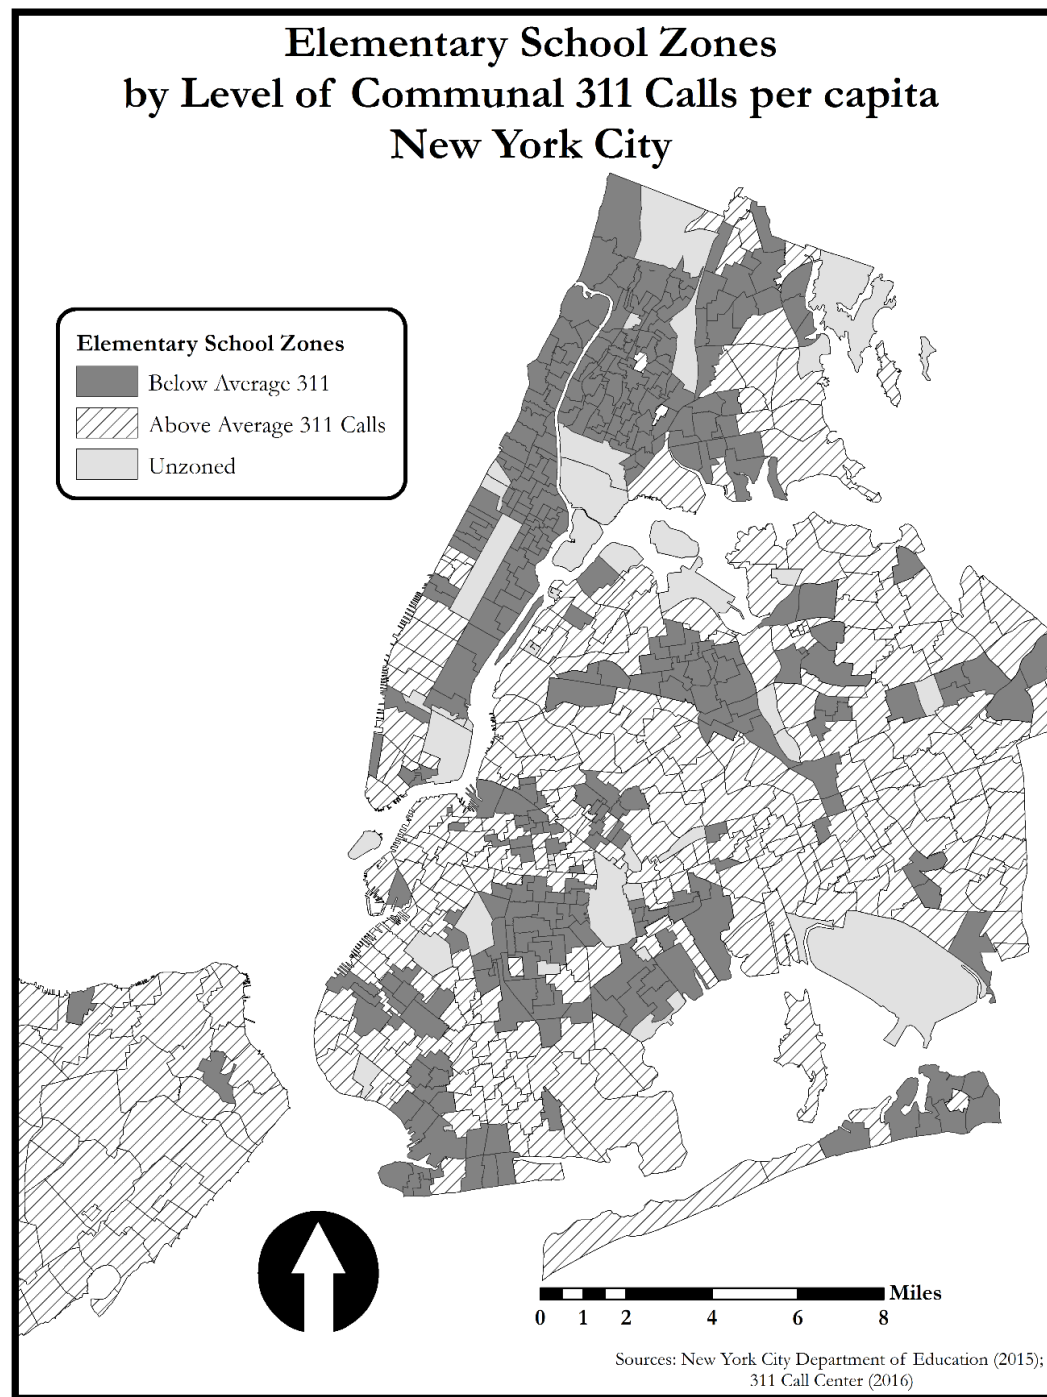 Elementary School Zones
by Level of Communal 311 Calls per capita
New York City
Elementary School Zones
Below Average 311
Above Average 311 Calls
Unzoned
Miles
0 1 2 4 6 8
Sources: New York City Department of Education (2015);
311 Call Center (2016)